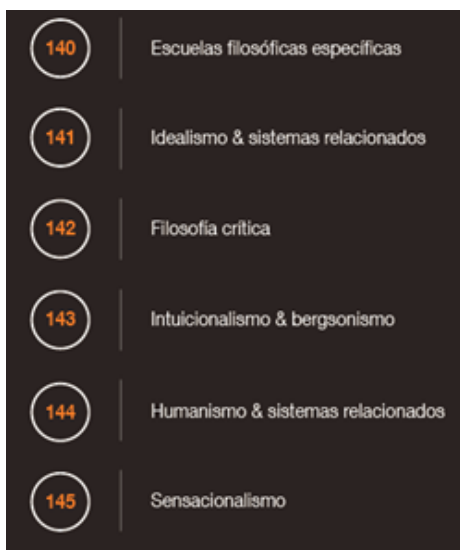 140 Escuelas filosóficas específicas
141 Idealismo & sistemas relacionados
142 Filosofía crítica
143 Intuicionalismo & bergsonismo
144 Humanismo & sistemas relacionados
145 Sensacionalismo